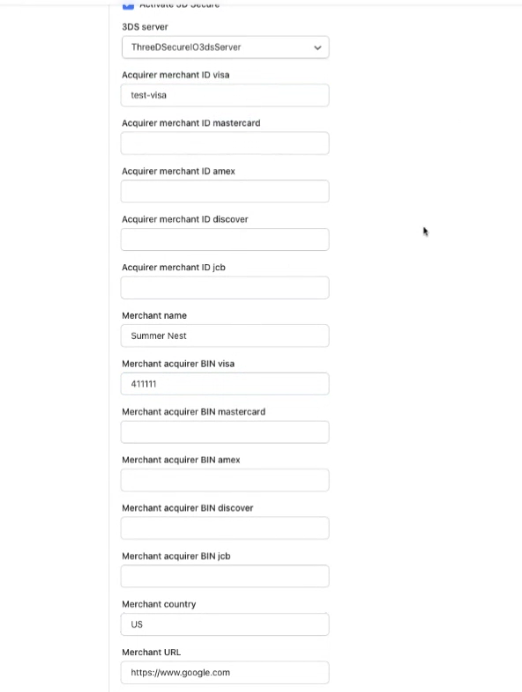 Activate 3D Secure
3DS server
ThreeDSecureIO3dsServer
Acquirer merchant ID visa
test-visa
Acquirer merchant ID mastercard
Acquirer merchant ID amex
Acquirer merchant ID discover
Acquirer merchant ID jcb
Merchant name
Summer Nest
Merchant acquirer BIN visa
411111
Merchant acquirer BIN mastercard
Merchant acquirer BIN amex
Merchant acquirer BIN discover
Merchant acquirer BIN jcb
Merchant country
US
Merchant URL
https://www.google.com